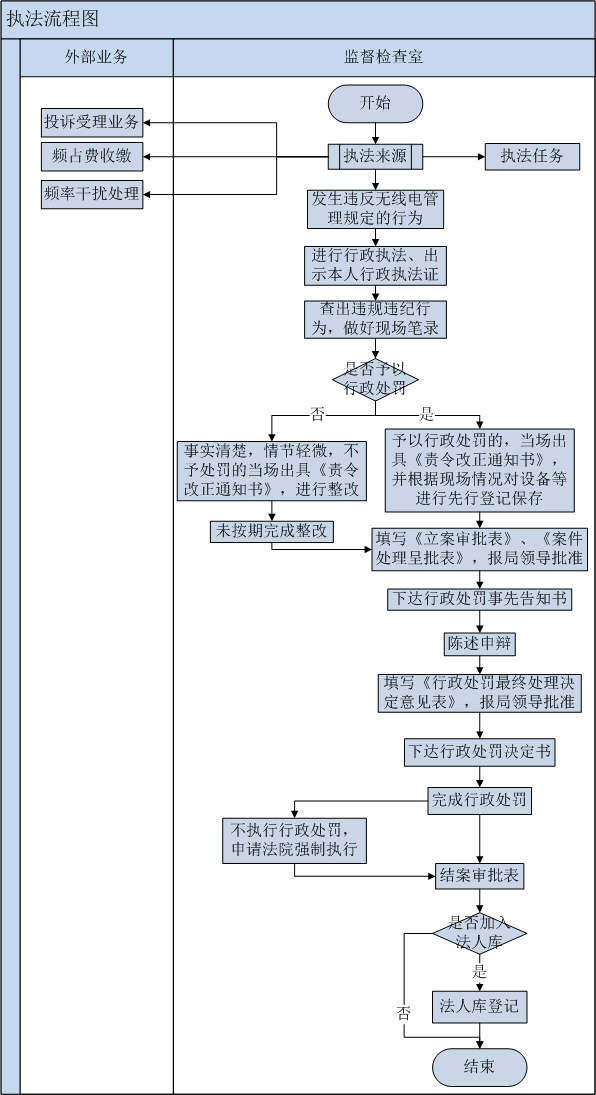 执法流程图
外部业务
监督检查室
开始
投诉受理业务
频占费收缴
频率干扰处理
执法来源
执法任务
发生违反无线电管
理规定的行为
进行行政执法、出
示本人行政执法证
查出违规违纪行
为，做好现场笔录
是否予以
行政处罚
否
是
事实清楚，情节轻微，不
予处罚的当场出具《责令
改正通知书》，进行整改
予以行政处罚的，当场出
具《责令改正通知书》，
并根据现场情况对设备等
进行先行登记保存
未按期完成整改
填写《立案审批表》、《案件
处理呈批表》，报局领导批准
下达行政处罚事先告知书
陈述申辩
填写《行政处罚最终处理决
定意见表》，报局领导批准
下达行政处罚决定书
完成行政处罚
不执行行政处罚，
申请法院强制执行
结案审批表
是否加入
法人库
是
否
法人库登记
结束